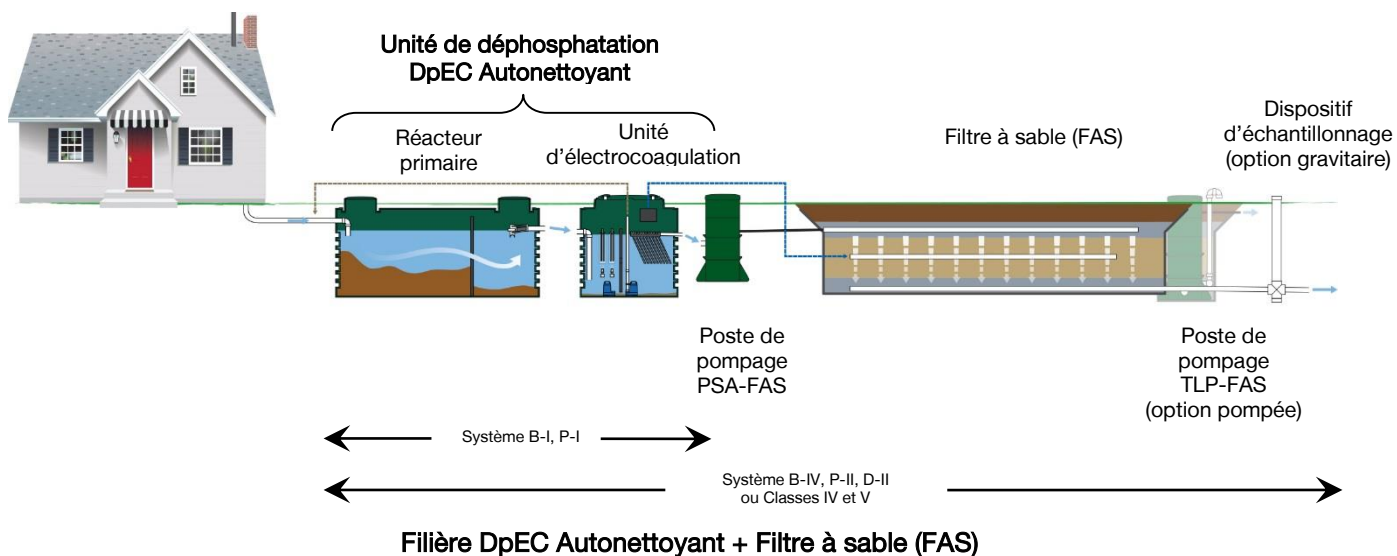 Unité de déphosphatation
DpEC Autonettoyant
Réacteur
primaire
Unité
d'électrocoagulation
Filtre à sable (FAS)
Dispositif
d'échantillonnage
(option gravitaire)
Poste de
pompage
PSA-FAS
Poste de
pompage
TLP-FAS
(option pompée)
Système B-I, P-I
Système B-IV, P-II, D-II
ou Classes IV et V
Filière DpEC Autonettoyant + Filtre à sable (FAS)